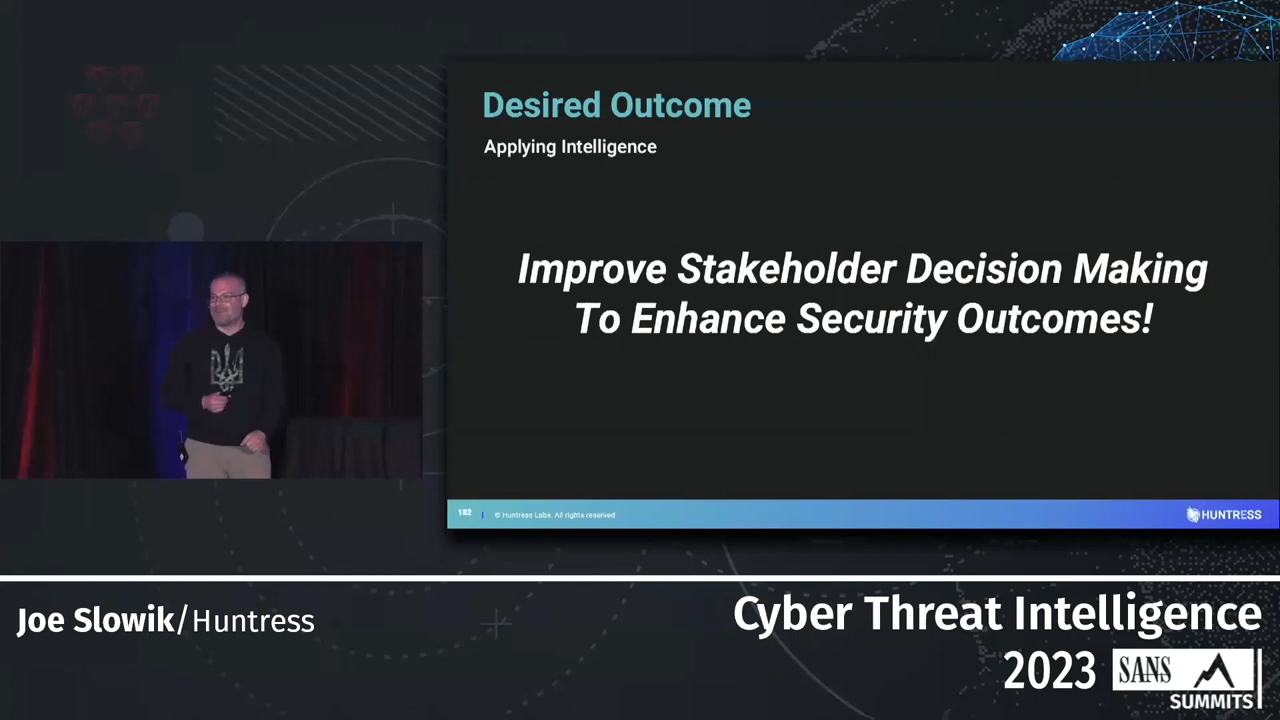 Desired Outcome
Applying Intelligence
Improve Stakeholder Decision Making
To Enhance Security Outcomes!
182 | © Huntress Labs. All rights reserved
HUNTRESS
Joe Slowik/Huntress
Cyber Threat Intelligence
2023 SANS
SUMMITS